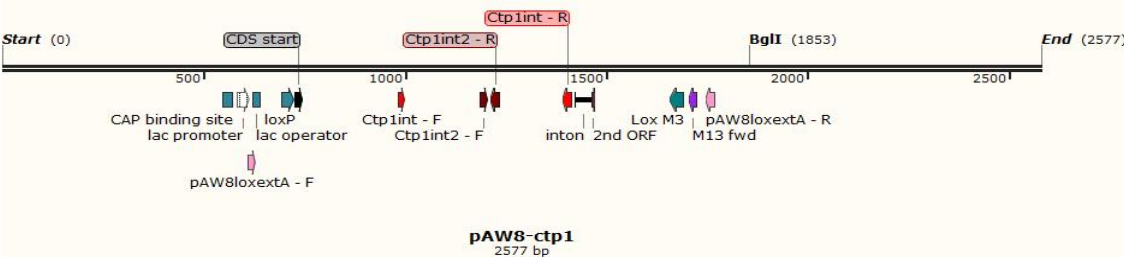 Ctp1int - R
Start (0) CDS start Ctp1int2 - R BglI (1853) End (2577)
500 1000 1500 2000 2500
CAP binding site loxP Ctp1int - F Lox M3 pAW8loxextA - R
lac promoter lac operator Ctp1int2 - F inton 2nd ORF M13 fwd
pAW8loxextA - F
pAW8-ctp1
2577 bp